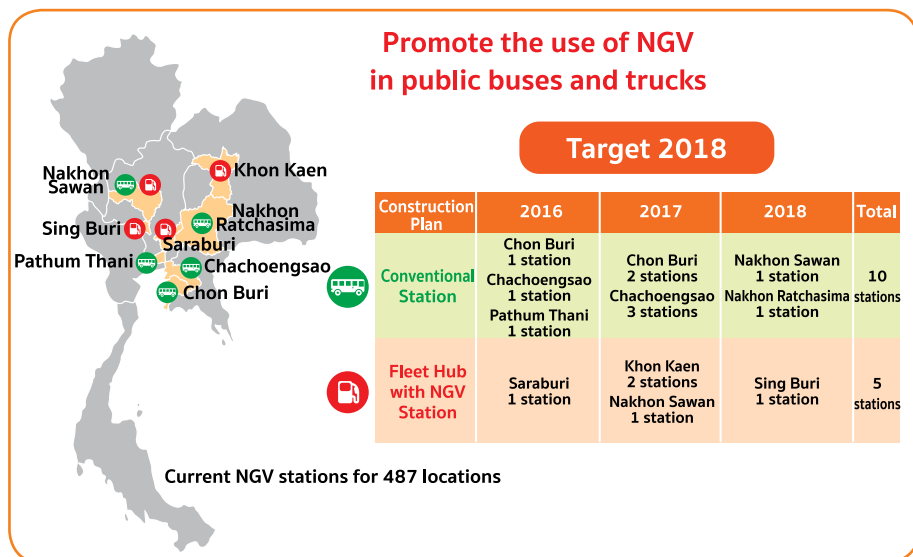 Promote the use of NGV
in public buses and trucks
Target 2018
Nakhon
Sawan
Khon Kaen
Nakhon
Ratchasima
Sing Buri
Saraburi
Pathum Thani
Chachoengsao
Chon Buri
Construction
Plan
2016
2017
2018
Total
Conventional
Station
Chon Buri
1 station
Chachoengsao
1 station
Pathum Thani
1 station
Chon Buri
2 stations
Chachoengsao
3 stations
Nakhon Sawan
1 station
Nakhon Ratchasima
1 station
10
stations
Fleet Hub
with NGV
Station
Saraburi
1 station
Khon Kaen
2 stations
Nakhon Sawan
1 station
Sing Buri
1 station
5
stations
Current NGV stations for 487 locations